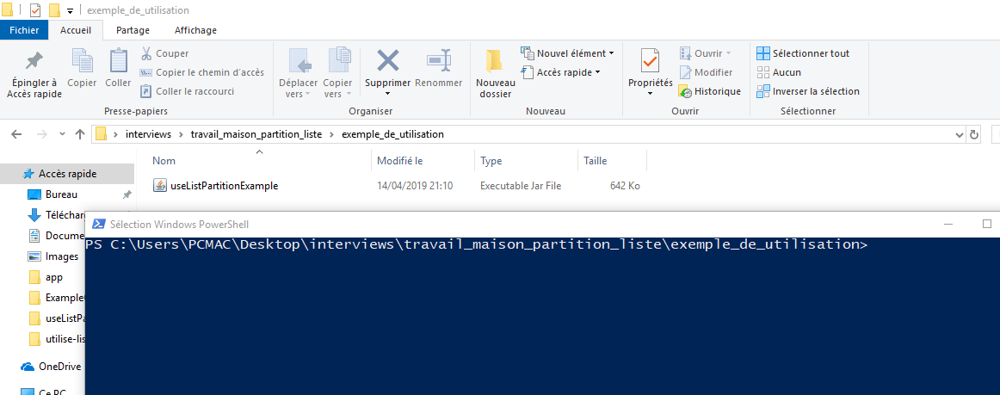 exemple_de_utilisation
Fichier Accueil Partage Affichage
Épingler à Accès rapide
Copier
Coller
Couper
Copier le chemin d'accès
Coller le raccourci
Presse-papiers
Déplacer vers
Copier vers
Supprimer
Renommer
Organiser
Nouveau dossier
Nouvel élément
Accès rapide
Nouveau
Propriétés
Ouvrir
Modifier
Historique
Ouvrir
Sélectionner tout
Aucun
Inverser la sélection
Sélectionner
interviews travail_maison_partition_liste exemple_de_utilisation
Nom Modifié le Type Taille
useListPartitionExample 14/04/2019 21:10 Executable Jar File 642 Ko
Accès rapide
Bureau
Téléchar
Docume
Images
app
Example
useListPa
utilise-lis
OneDrive
Ce PC
Sélection Windows PowerShell
PS C:\Users\PCMAC\Desktop\interviews\travail_maison_partition_liste\exemple_de_utilisation>